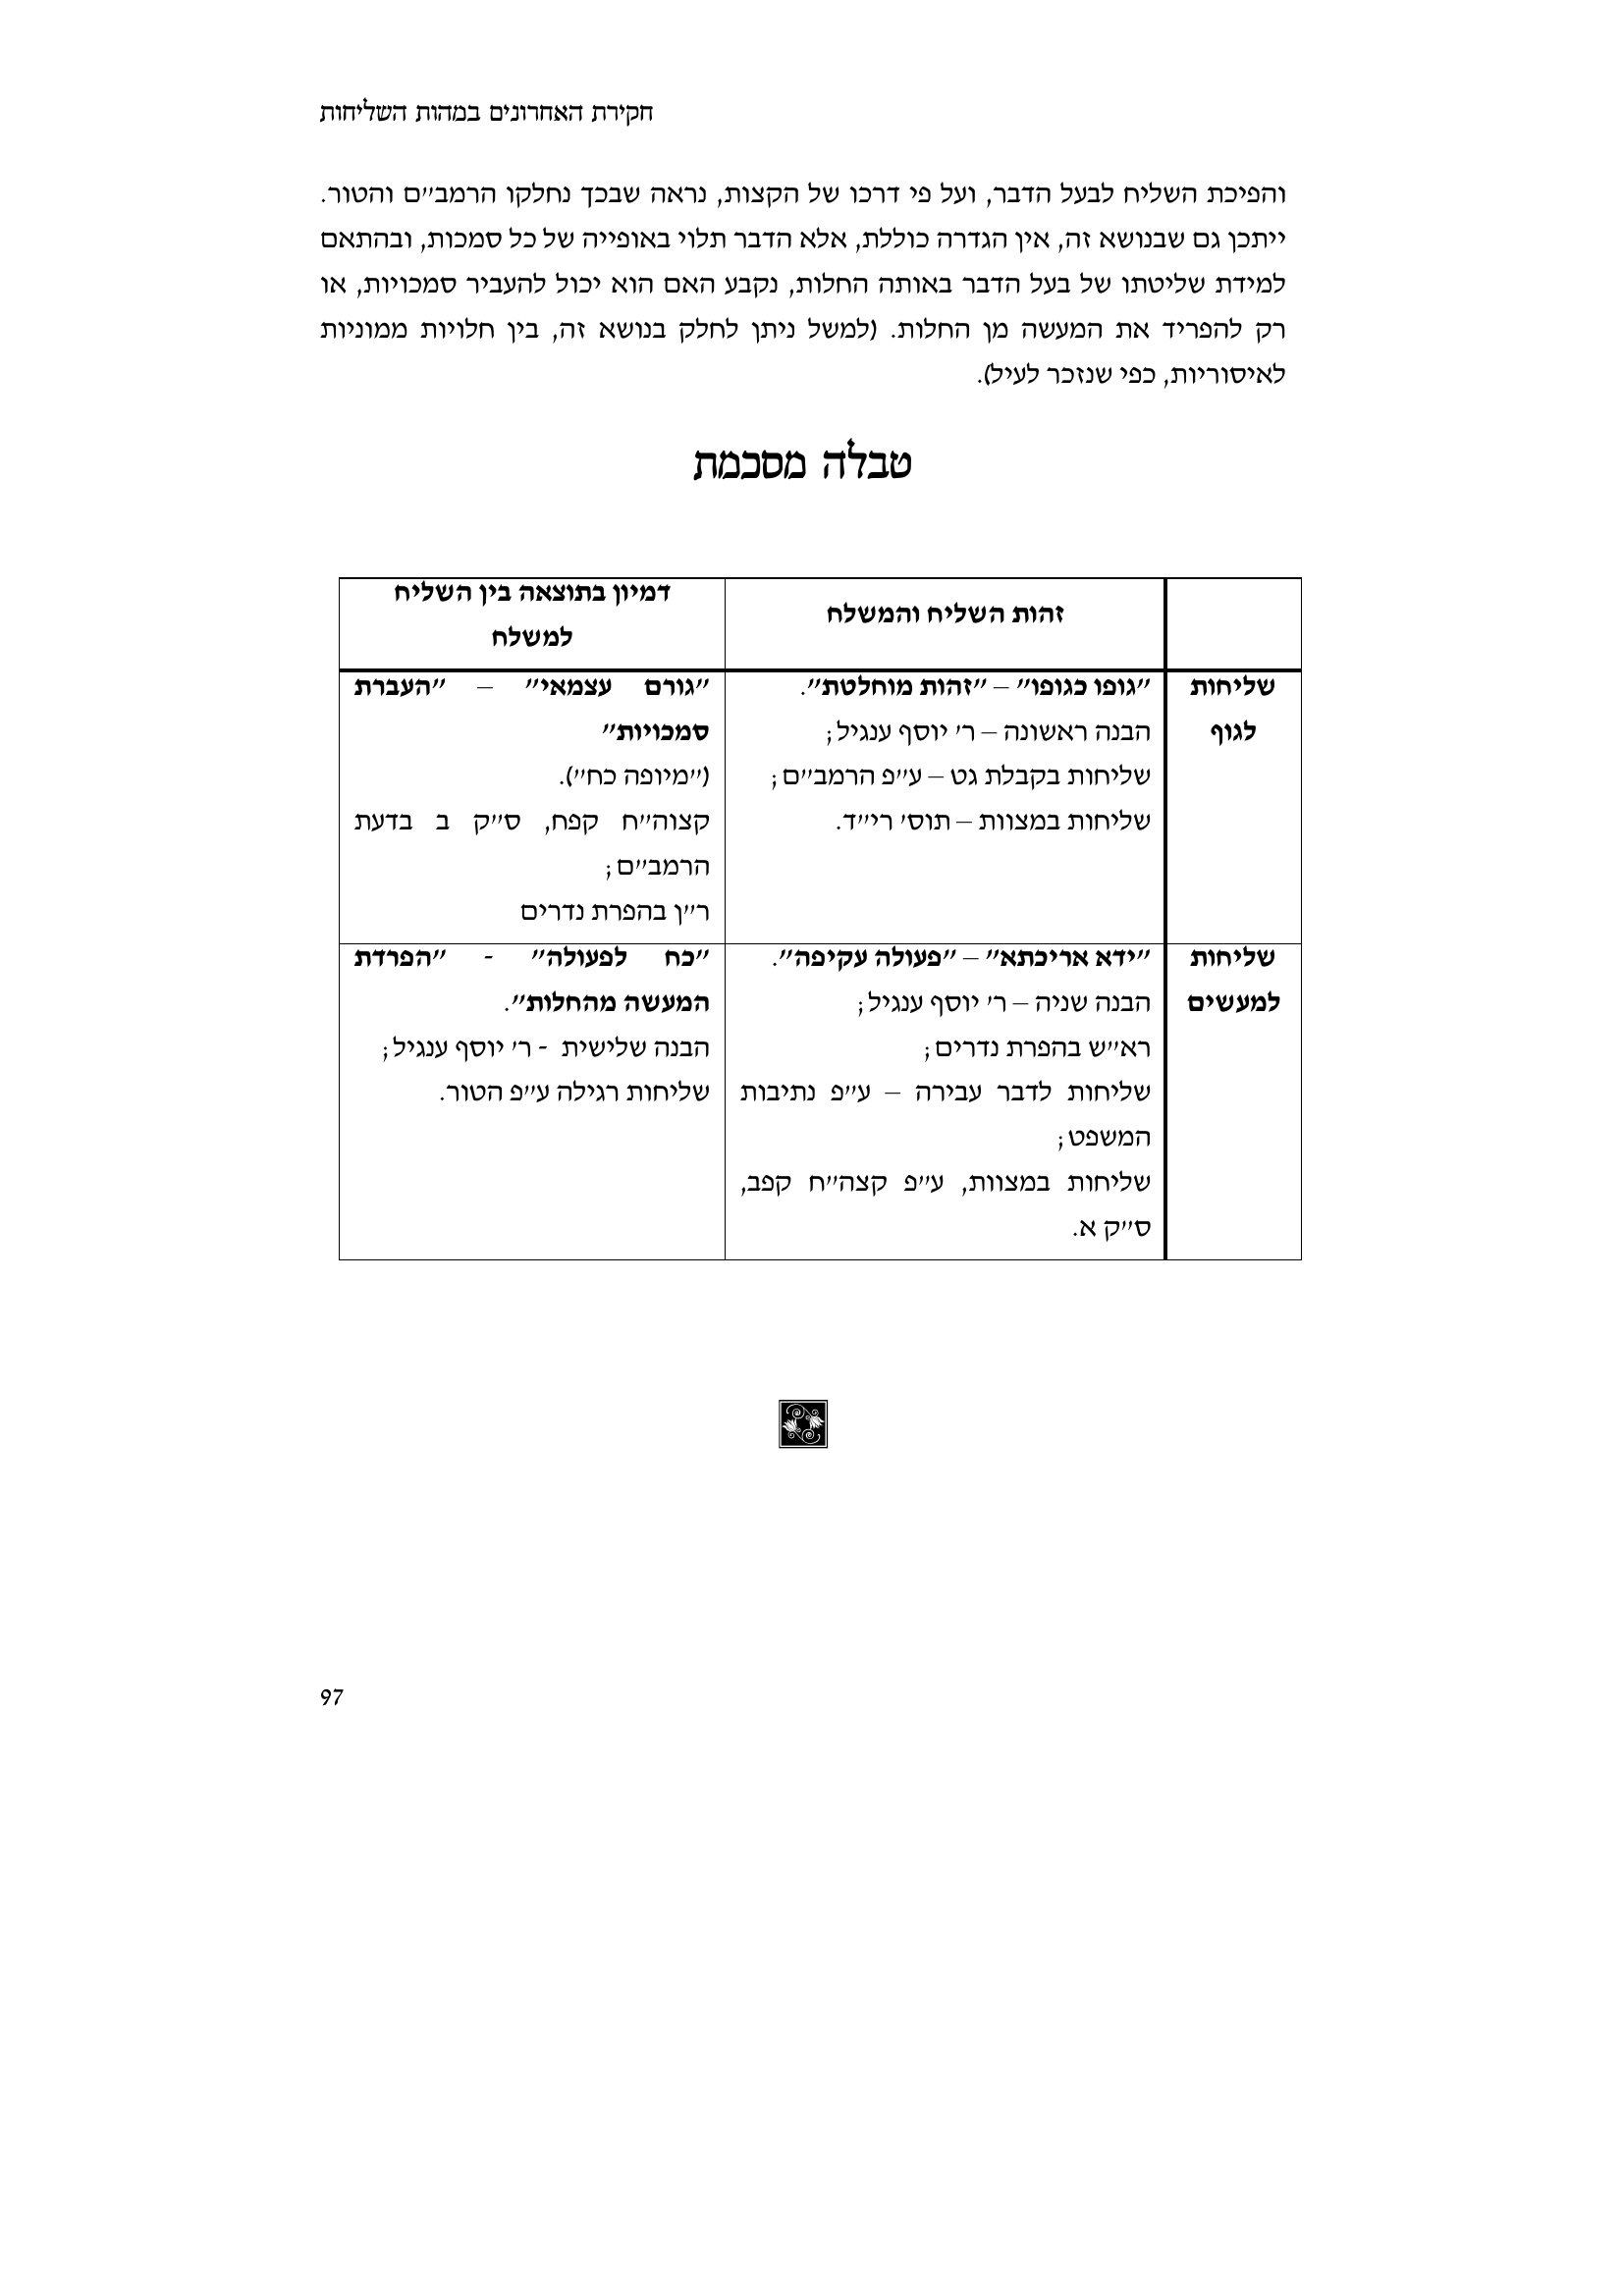 חקירת האחרונים במהות השליחות
והפיכת השליח לבעל הדבר, ועל פי דרכו של הקצות, נראה שבכך נחלקו הרמב״ם והטור.
ייתכן גם שבנושא זה, אין הגדרה כוללת, אלא הדבר תלוי באופייה של כל סמכות, ובהתאם
למידת שליטתו של בעל הדבר באותה החלות, נקבע האם הוא יכול להעביר סמכויות, או
רק להפריד את המעשה מן החלות. (למשל ניתן לחלק בנושא זה, בין חלויות ממוניות
לאיסוריות, כפי שנזכר לעיל).
טבלה מסכמת
זהות השליח והמשלח
דמיון בתוצאה בין השליח
למשלח
שליחות
לגוף
״גופו כגופו״ – ״זהות מוחלטת״.
הבנה ראשונה – ר׳ יוסף ענגיל;
שליחות בקבלת גט – ע״פ הרמב״ם;
שליחות במצוות – תוס׳ רי״ד.
״גורם עצמאי״ – ״העברת
סמכויות״
(״מיופה כח״).
קצוה״ח קפח, ס״ק ב בדעת
הרמב״ם;
ר״ן בהפרת נדרים
שליחות
למעשים
״ידא אריכתא״ – ״פעולה עקיפה״.
הבנה שניה – ר׳ יוסף ענגיל;
רא״ש בהפרת נדרים;
שליחות לדבר עבירה – ע״פ נתיבות
המשפט;
שליחות במצוות, ע״פ קצה״ח קפב,
ס״ק א.
״כח לפעולה״ - ״הפרדת
המעשה מהחלות״.
הבנה שלישית - ר׳ יוסף ענגיל;
שליחות רגילה ע״פ הטור.
97